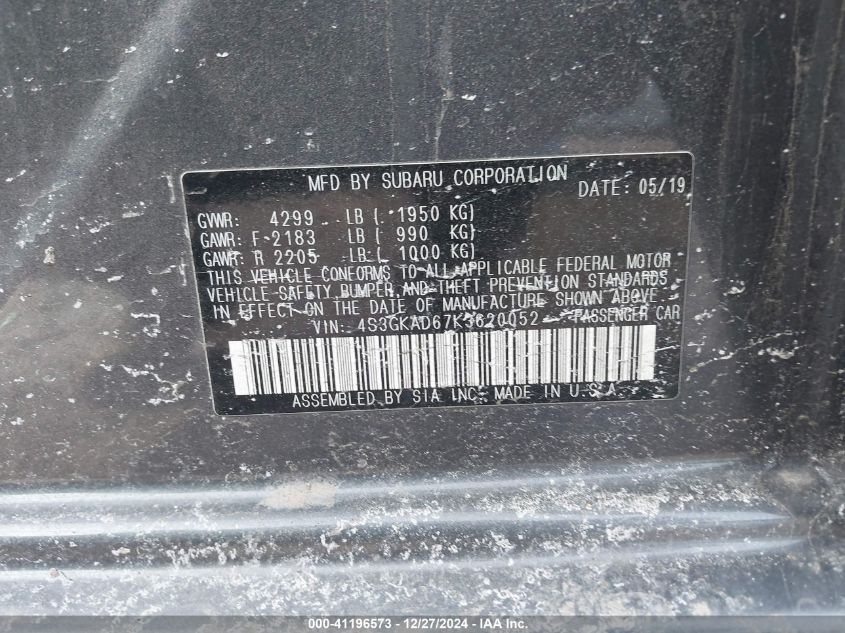 MFD BY SUBARU CORPORATION
DATE: 05/19
GVWR: 4299 LB ( 1950 KG)
GAWR: F 2183 LB ( 990 KG)
GAWR: R 2205 LB ( 1000 KG)
THIS VEHICLE CONFORMS TO ALL APPLICABLE FEDERAL MOTOR
VEHICLE SAFETY, BUMPER, AND THEFT PREVENTION STANDARDS
IN EFFECT ON THE DATE OF MANUFACTURE SHOWN ABOVE
VIN: 4S3GKAD67K3620052 PASSENGER CAR
ASSEMBLED BY SIA INC. MADE IN U.S.A.
000-41196573 - 12/27/2024 - IAA Inc.